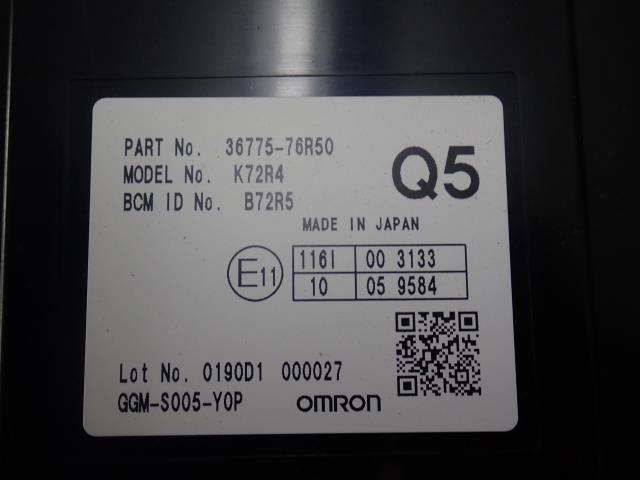 PART No. 36775-76R50
MODEL No. K72R4
BCM ID No. B72R5
Q5
MADE IN JAPAN
E11
116I 00 3133
10 05 9584
Lot No. 0190D1 000027
GGM-S005-Y0P
OMRON